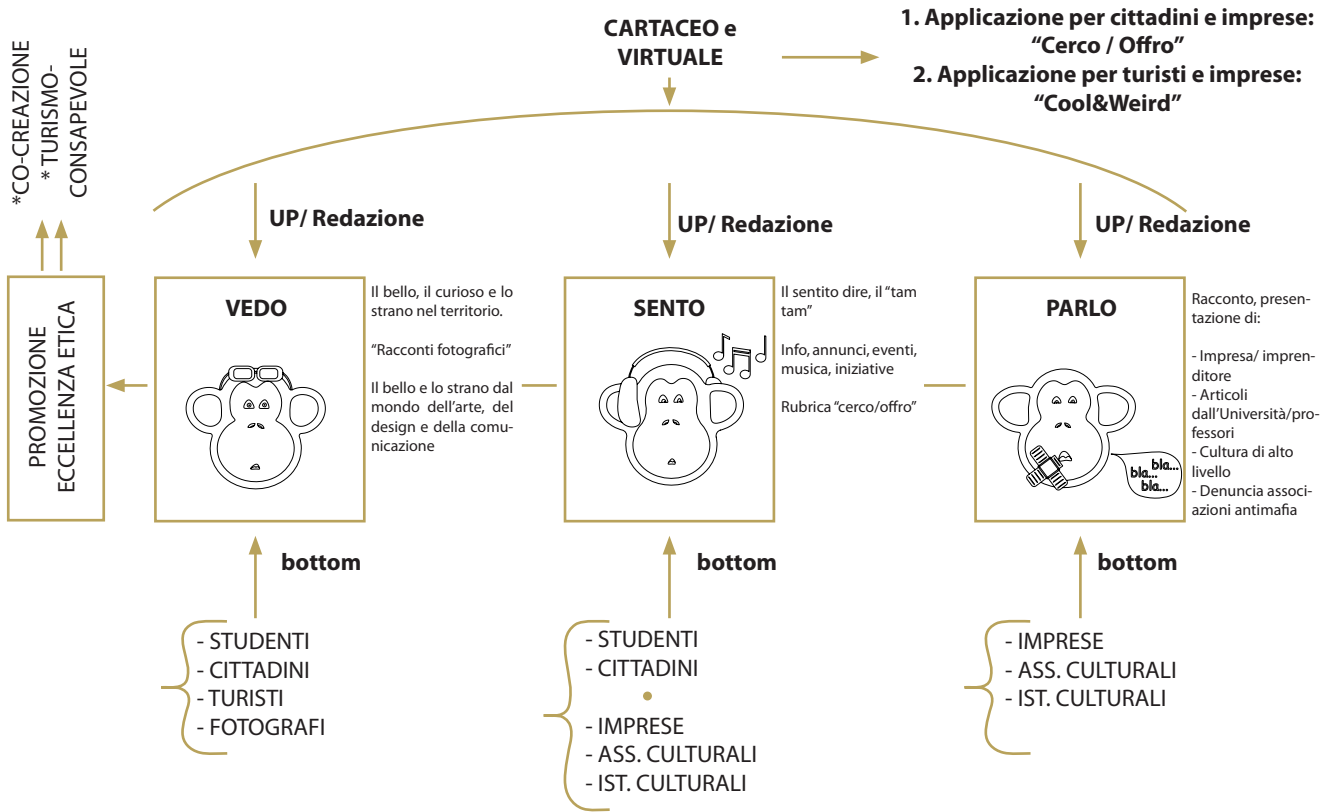 CARTACEO e
VIRTUALE
1. Applicazione per cittadini e imprese:
“Cerco / Offro”
2. Applicazione per turisti e imprese:
“Cool&Weird”
*CO-CREAZIONE
* TURISMO-
CONSAPEVOLE
PROMOZIONE
ECCELLENZA ETICA
UP/ Redazione
VEDO
Il bello, il curioso e lo
strano nel territorio.
“Racconti fotografici”
Il bello e lo strano dal
mondo dell’arte, del
design e della comu-
nicazione
bottom
- STUDENTI
- CITTADINI
- TURISTI
- FOTOGRAFI
UP/ Redazione
SENTO
Il sentito dire, il “tam
tam”
Info, annunci, eventi,
musica, iniziative
Rubrica “cerco/offro”
bottom
- STUDENTI
- CITTADINI
- IMPRESE
- ASS. CULTURALI
- IST. CULTURALI
UP/ Redazione
PARLO
bla...
bla...
bla...
Racconto, presen-
tazione di:
- Impresa/ impren-
ditore
- Articoli
dall’Università/pro-
fessori
- Cultura di alto
livello
- Denuncia associ-
azioni antimafia
bottom
- IMPRESE
- ASS. CULTURALI
- IST. CULTURALI